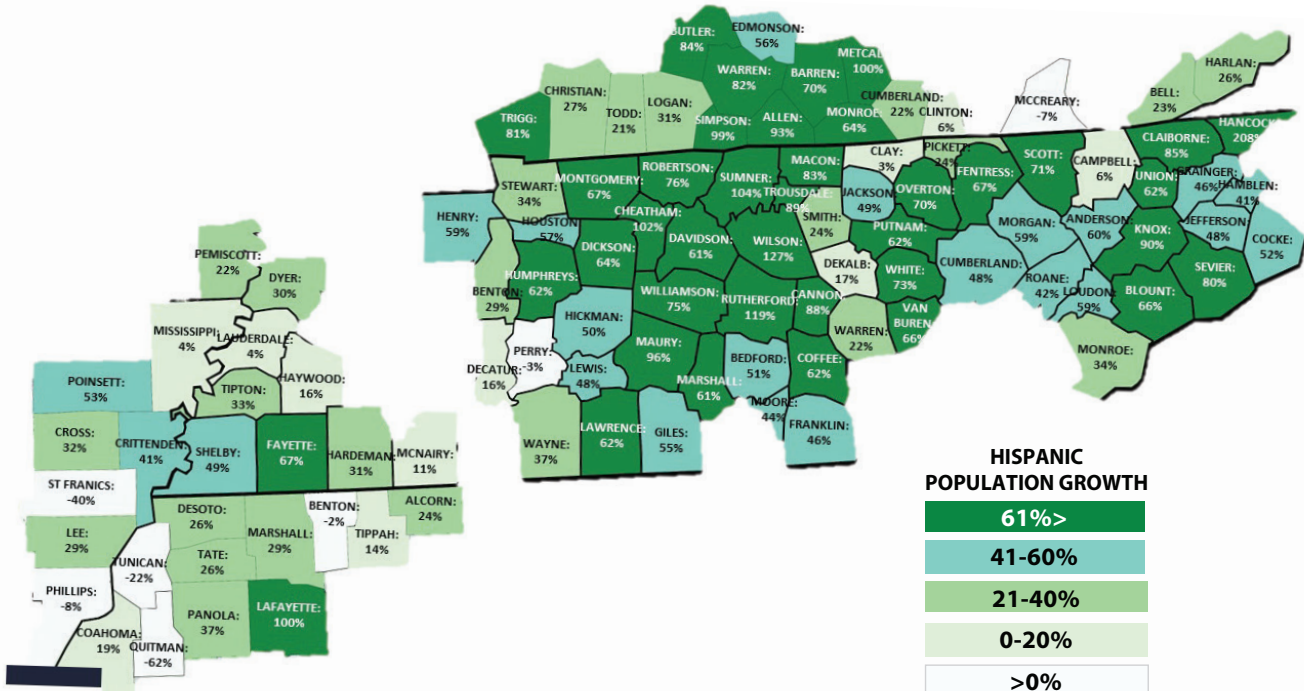 BUTLER:
84%
EDMONSON:
56%
METCAL
100%
WARREN:
82%
BARREN:
70%
HARLAN:
26%
BELL:
23%
CHRISTIAN:
27%
TODD:
21%
LOGAN:
31%
SIMPSON:
99%
ALLEN:
93%
MONROE:
64%
CUMBERLAND:
22%
CLINTON:
6%
MCCREARY:
-7%
TRIGG:
81%
HANCOCK
208%
CLAIBORNE:
85%
STEWART:
34%
MONTGOMERY:
67%
ROBERTSON:
76%
SUMNER:
104%
MACON:
83%
TROUSDALE:
89%
CLAY:
3%
PICKETT:
24%
JACKSON:
49%
OVERTON:
70%
FENTRESS:
67%
SCOTT:
71%
CAMPBELL:
6%
UNION:
62%
GRAINGER:
46%
HAMBLEN:
41%
HENRY:
59%
HOUSTON:
57%
CHEATHAM:
102%
DICKSON:
64%
DAVIDSON:
61%
WILSON:
127%
SMITH:
24%
PUTNAM:
62%
MORGAN:
59%
ANDERSON:
60%
KNOX:
90%
JEFFERSON:
48%
COCKE:
52%
SEVIER:
80%
BENTON:
29%
HUMPHREYS:
62%
WILLIAMSON:
75%
RUTHERFORD:
119%
CANNON:
88%
DEKALB:
17%
WHITE:
73%
CUMBERLAND:
48%
ROANE:
42%
LOUDON:
59%
BLOUNT:
66%
VAN
BUREN:
66%
WARREN:
22%
MONROE:
34%
DECATUR:
16%
PERRY:
-3%
HICKMAN:
50%
LEWIS:
48%
MAURY:
96%
MARSHALL:
61%
BEDFORD:
51%
COFFEE:
62%
MOORE:
44%
FRANKLIN:
46%
WAYNE:
37%
LAWRENCE:
62%
GILES:
55%
PEMISCOTT:
22%
DYER:
30%
MISSISSIPPI:
4%
LAUDERDALE:
4%
HAYWOOD:
16%
TIPTON:
33%
POINSETT:
53%
CROSS:
32%
CRITTENDEN:
41%
SHELBY:
49%
FAYETTE:
67%
HARDEMAN:
31%
MCNAIRY:
11%
ST FRANICS:
-40%
LEE:
29%
DESOTO:
26%
MARSHALL:
29%
BENTON:
-2%
TIPPAH:
14%
ALCORN:
24%
TUNICAN:
-22%
TATE:
26%
PHILLIPS:
-8%
PANOLA:
37%
LAFAYETTE:
100%
COAHOMA:
19%
QUITMAN:
-62%
HISPANIC
POPULATION GROWTH
61%>
41-60%
21-40%
0-20%
>0%